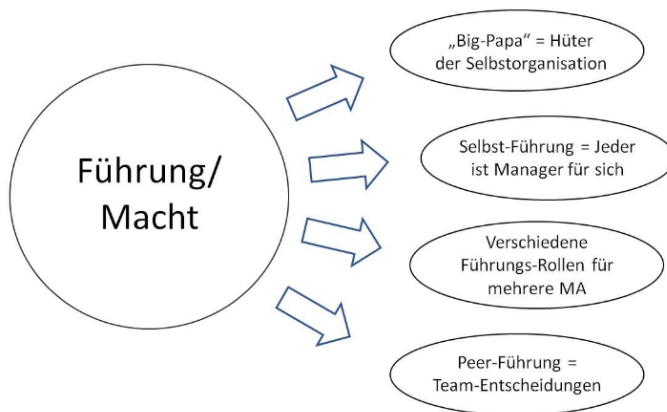 Führung/
Macht
„Big-Papa“ = Hüter
der Selbstorganisation
Selbst-Führung = Jeder
ist Manager für sich
Verschiedene
Führungs-Rollen für
mehrere MA
Peer-Führung =
Team-Entscheidungen